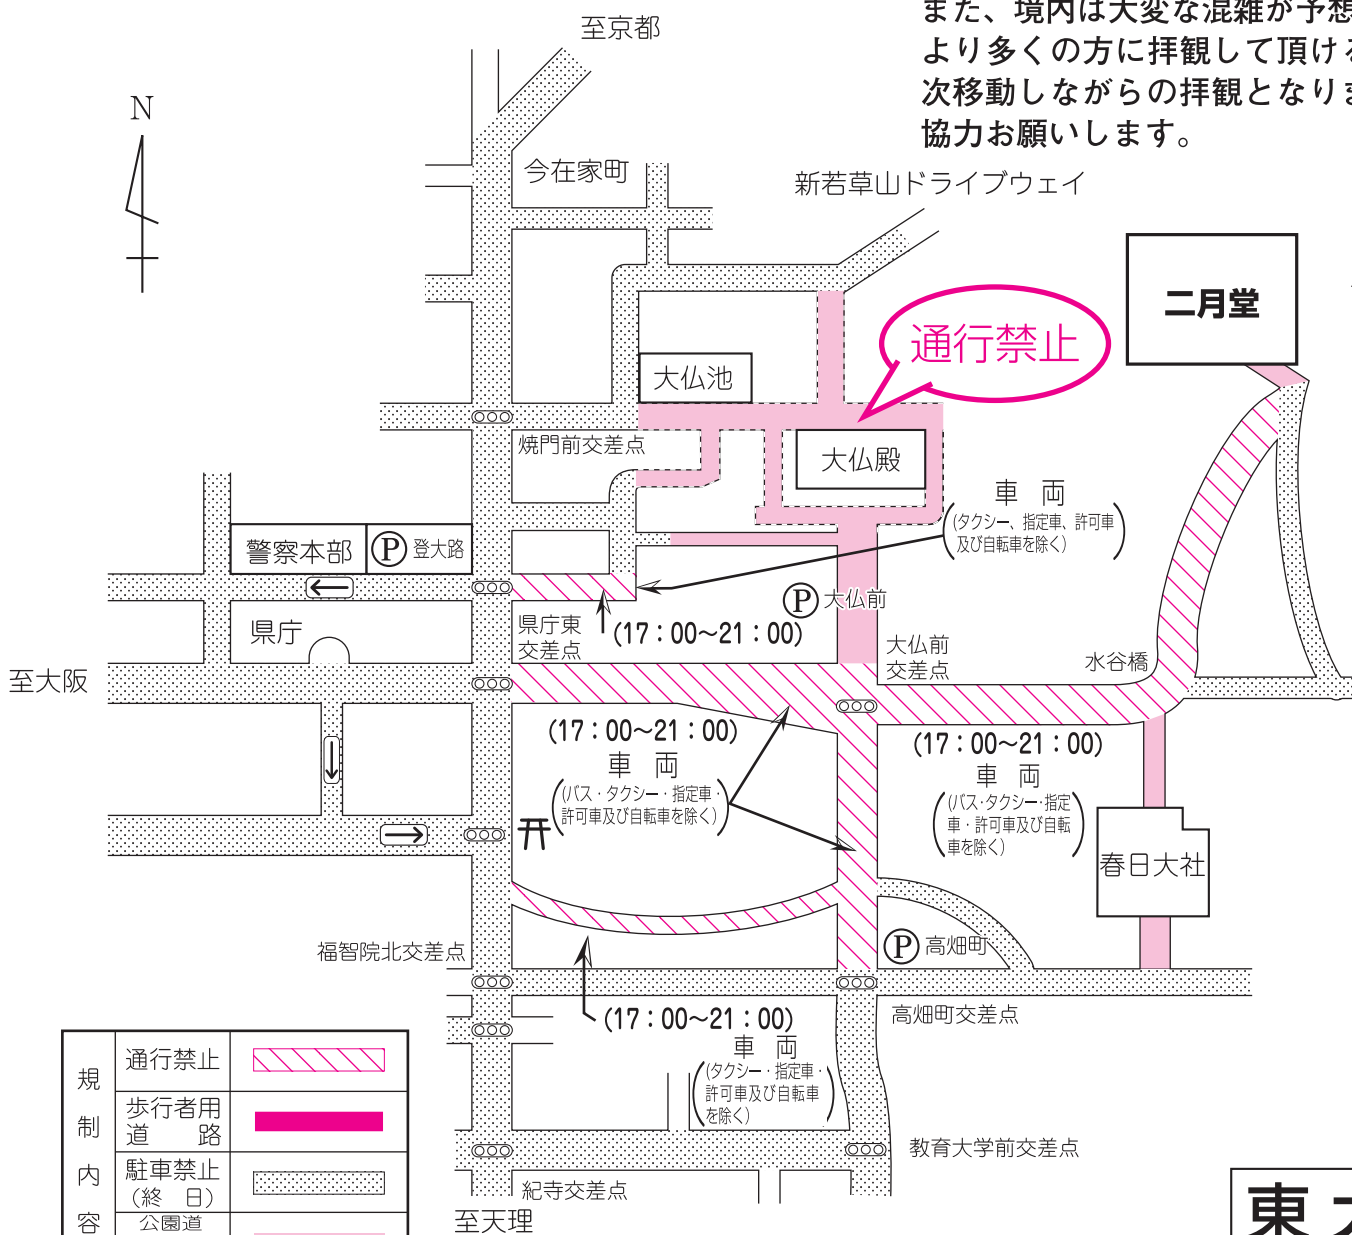 また、境内は大変な混雑が予想
より多くの方に拝観して頂ける
次移動しながらの拝観となりま
協力お願いします。
至京都
N
今在家町
新若草山ドライブウェイ
二月堂
通行禁止
大仏池
焼門前交差点
大仏殿
車 両
(タクシー、指定車、許可車
及び自転車を除く)
警察本部
P
登大路
P
大仏前
県庁
県庁東
交差点
(17：00～21：00)
大仏前
交差点
水谷橋
至大阪
(17：00～21：00)
車 両
(バス・タクシー・指定車・
許可車及び自転車を除く)
(17：00～21：00)
車 両
(バス・タクシー・指定
車・許可車及び自転
車を除く)
春日大社
福智院北交差点
P
高畑町
高畑町交差点
(17：00～21：00)
車 両
(タクシー・指定車・
許可車及び自転車
を除く)
教育大学前交差点
紀寺交差点
至天理
規制内容
通行禁止
歩行者用
道 路
駐車禁止
(終 日)
公園道
東